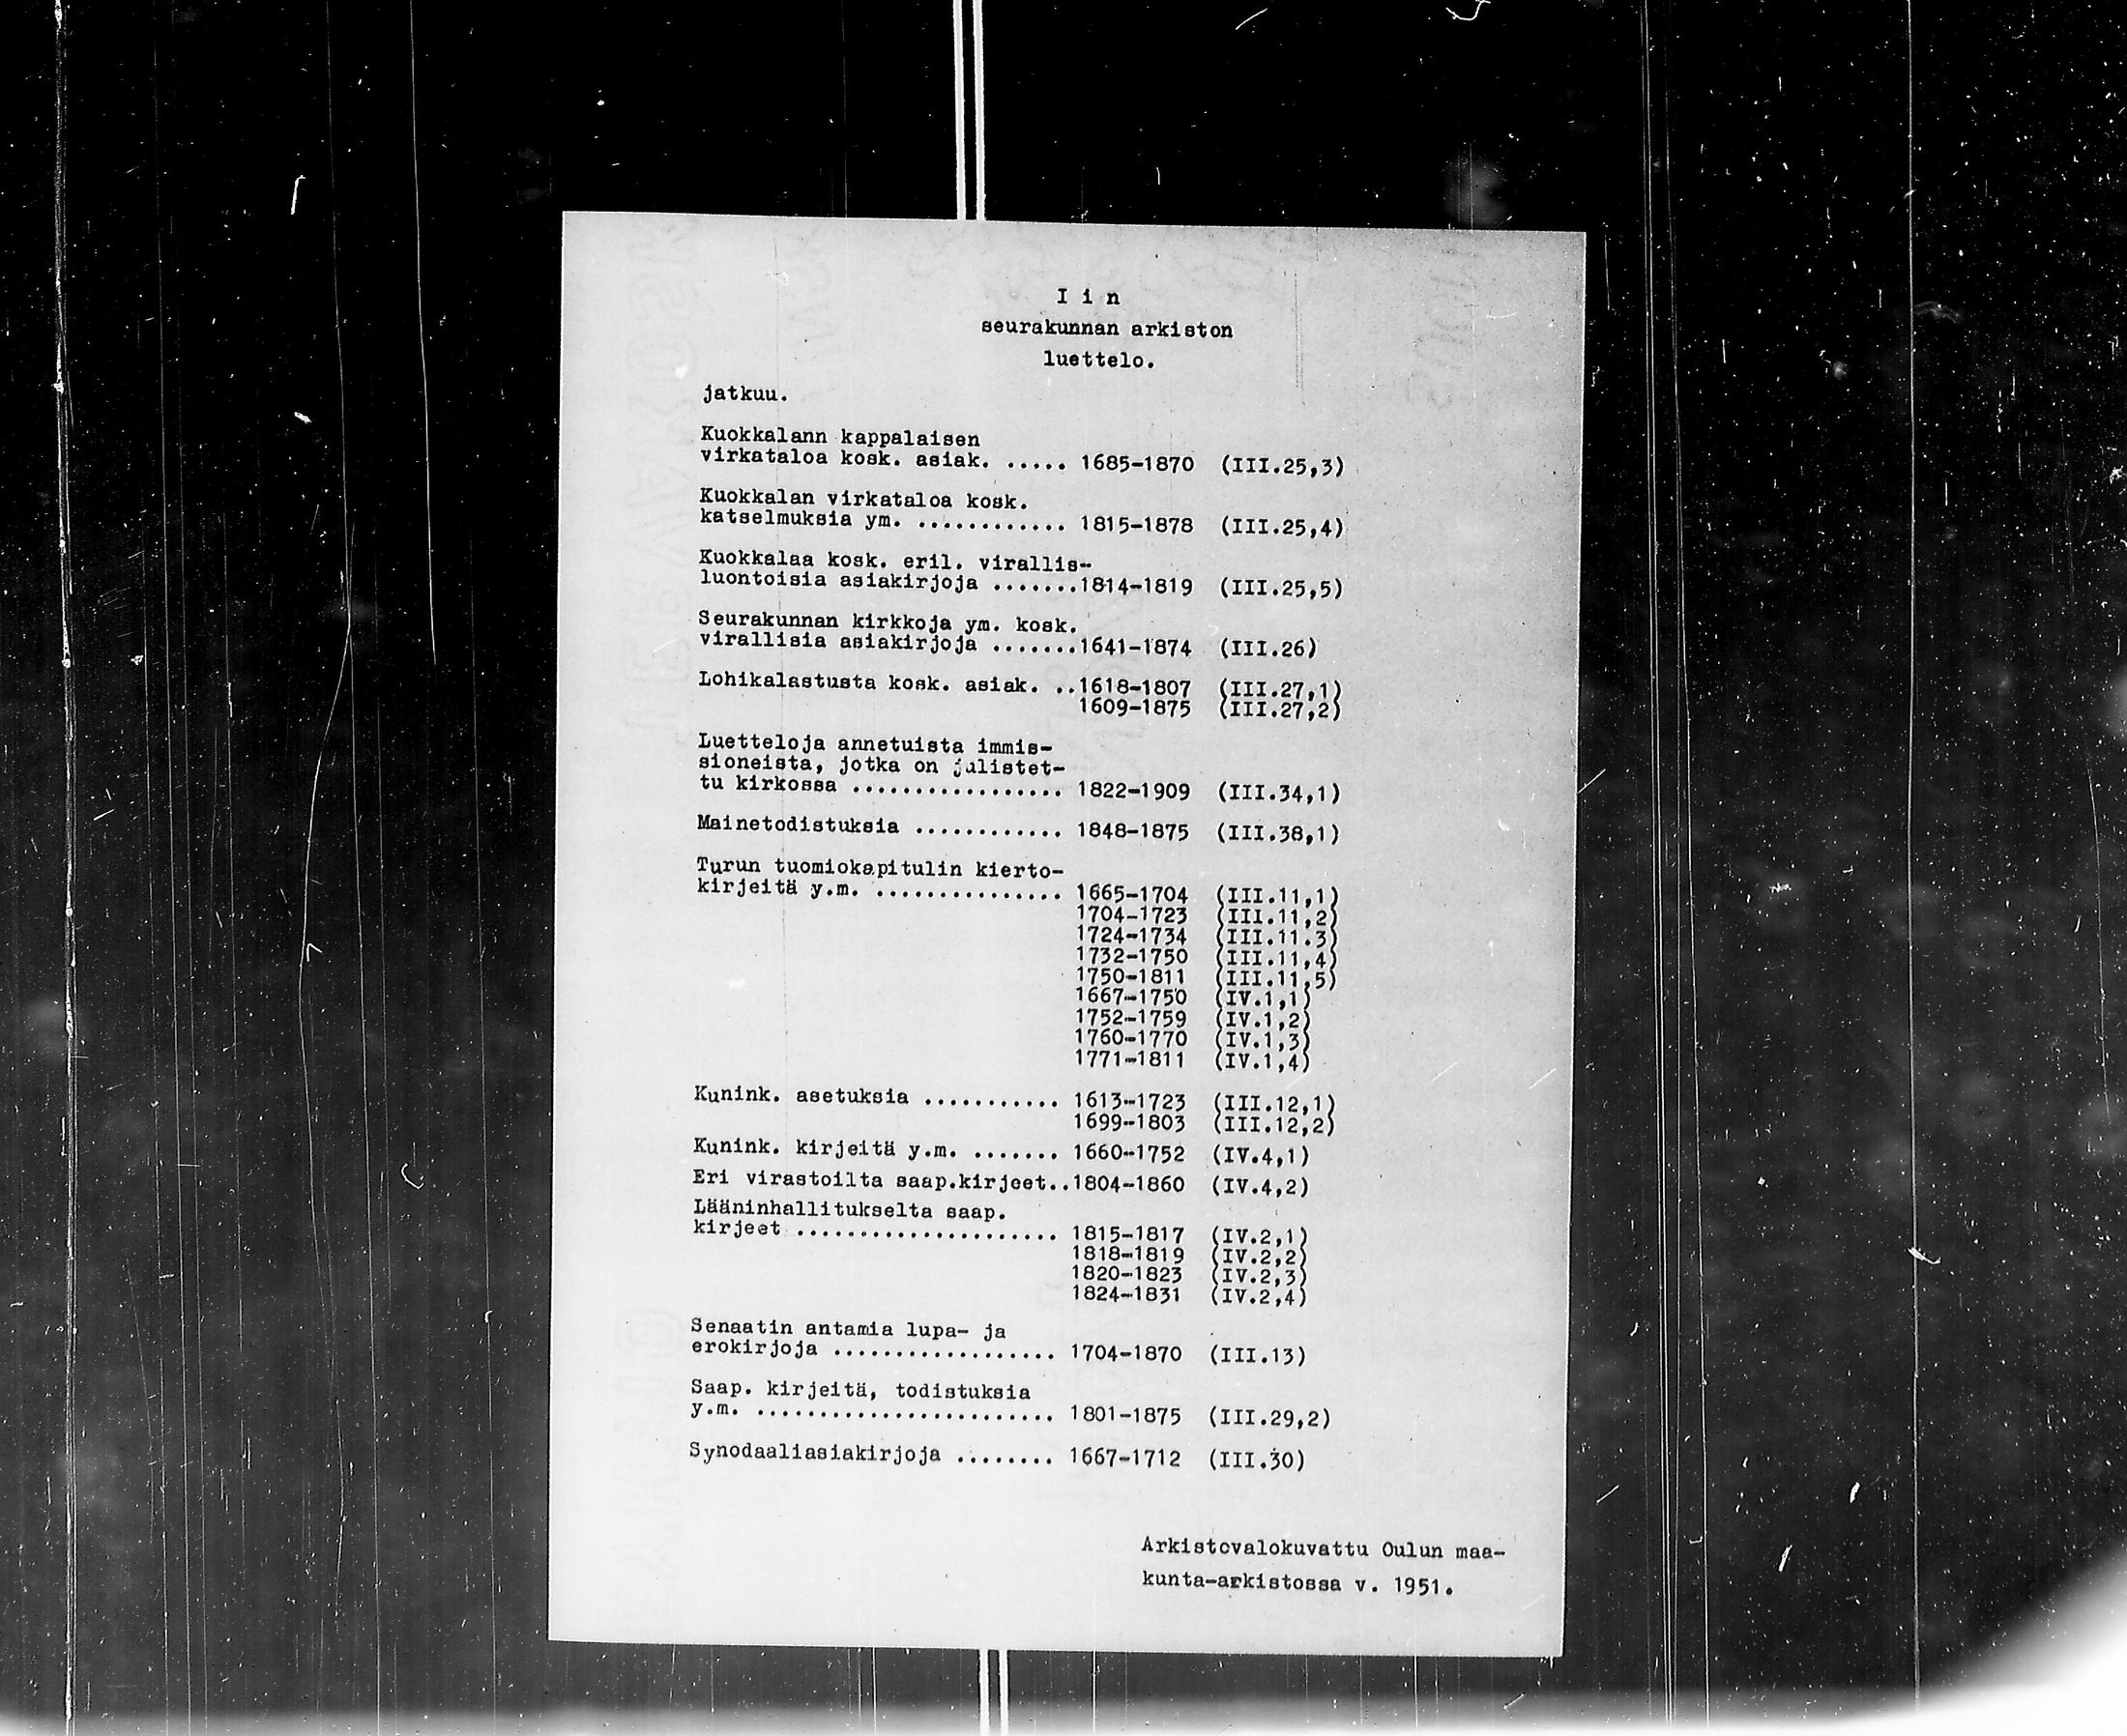 I i n
seurakunnan arkiston
luettelo.
jatkuu.
Kuokkalann kappalaisen
virkataloa kosk. asiak. ..... 1685-1870 (III.25,3)
Kuokkalan virkataloa kosk.
katselmuksia ym. ............ 1815-1878 (III.25,4)
Kuokkalaa kosk. eril. virallis-
luontoisia asiakirjoja .......1814-1819 (III.25,5)
Seurakunnan kirkkoja ym. kosk.
virallisia asiakirjoja .......1641-1874 (III.26)
Lohikalastusta kosk. asiak. ..1618-1807 (III.27,1)
1609-1875 (III.27,2)
Luetteloja annetuista immis-
sioneista, jotka on julistet-
tu kirkossa ................. 1822-1909 (III.34,1)
Mainetodistuksia ............ 1848-1875 (III.38,1)
Turun tuomiokapitulin kierto-
kirjeitä y.m. ............... 1665-1704 (III.11,1)
1704-1723 (III.11,2)
1724-1734 (III.11.3)
1732-1750 (III.11,4)
1750-1811 (III.11,5)
1667-1750 (IV.1,1)
1752-1759 (IV.1,2)
1760-1770 (IV.1,3)
1771-1811 (IV.1,4)
Kunink. asetuksia ........... 1613-1723 (III.12,1)
1699-1803 (III.12,2)
Kunink. kirjeitä y.m. ....... 1660-1752 (IV.4,1)
Eri virastoilta saap.kirjeet..1804-1860 (IV.4,2)
Lääninhallitukselta saap.
kirjeet ..................... 1815-1817 (IV.2,1)
1818-1819 (IV.2,2)
1820-1823 (IV.2,3)
1824-1831 (IV.2,4)
Senaatin antamia lupa- ja
erokirjoja .................. 1704-1870 (III.13)
Saap. kirjeitä, todistuksia
y.m. ........................ 1801-1875 (III.29,2)
Synodaaliasiakirjoja ........ 1667-1712 (III.30)
Arkistovalokuvattu Oulun maa-
kunta-arkistossa v. 1951.